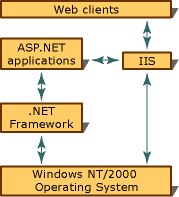 Web clients
ASP.NET
applications
IIS
.NET
Framework
Windows NT/2000
Operating System